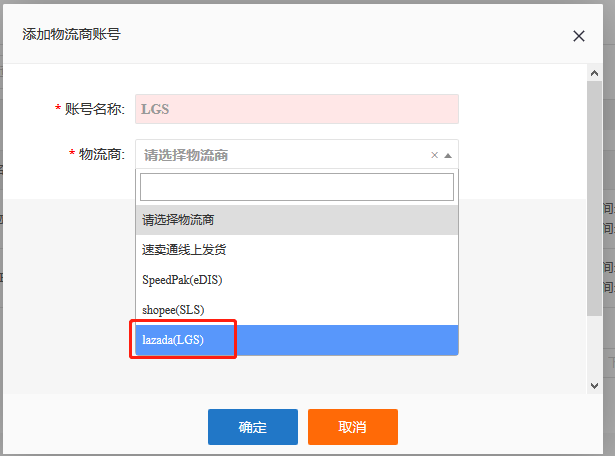 添加物流商账号
* 账号名称: LGS
* 物流商: 请选择物流商
请选择物流商
速卖通线上发货
SpeedPak(eDIS)
shopee(SLS)
lazada(LGS)
确定 取消